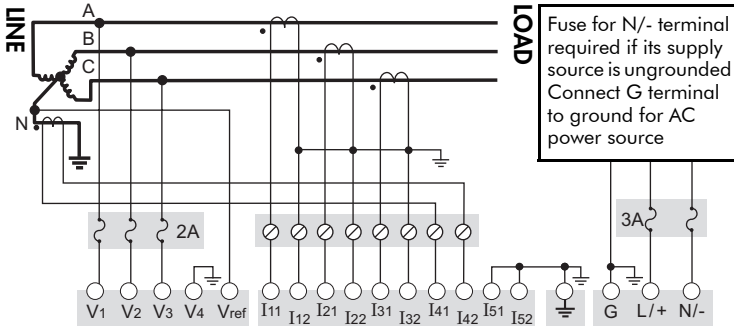 LINE
A
B
C
N
LOAD
Fuse for N/- terminal
required if its supply
source is ungrounded
Connect G terminal
to ground for AC
power source
2A
3A
V1 V2 V3 V4 Vref I11 I12 I21 I22 I31 I32 I41 I42 I51 I52 G L/+ N/-